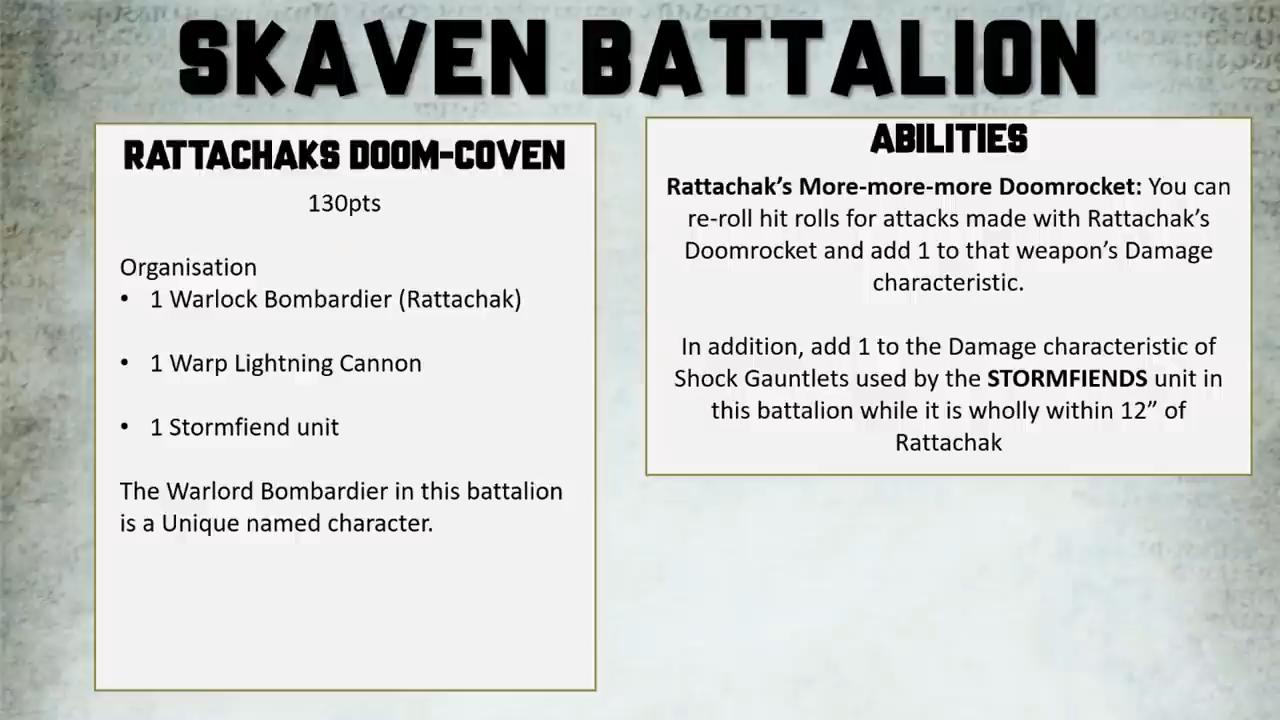 SKAVEN BATTALION
RATTACHAKS DOOM-COVEN
130pts
Organisation
• 1 Warlock Bombardier (Rattachak)
• 1 Warp Lightning Cannon
• 1 Stormfiend unit
The Warlord Bombardier in this battalion
is a Unique named character.
ABILITIES
Rattachak's More-more-more Doomrocket: You can
re-roll hit rolls for attacks made with Rattachak's
Doomrocket and add 1 to that weapon's Damage
characteristic.
In addition, add 1 to the Damage characteristic of
Shock Gauntlets used by the STORMFIENDS unit in
this battalion while it is wholly within 12” of
Rattachak